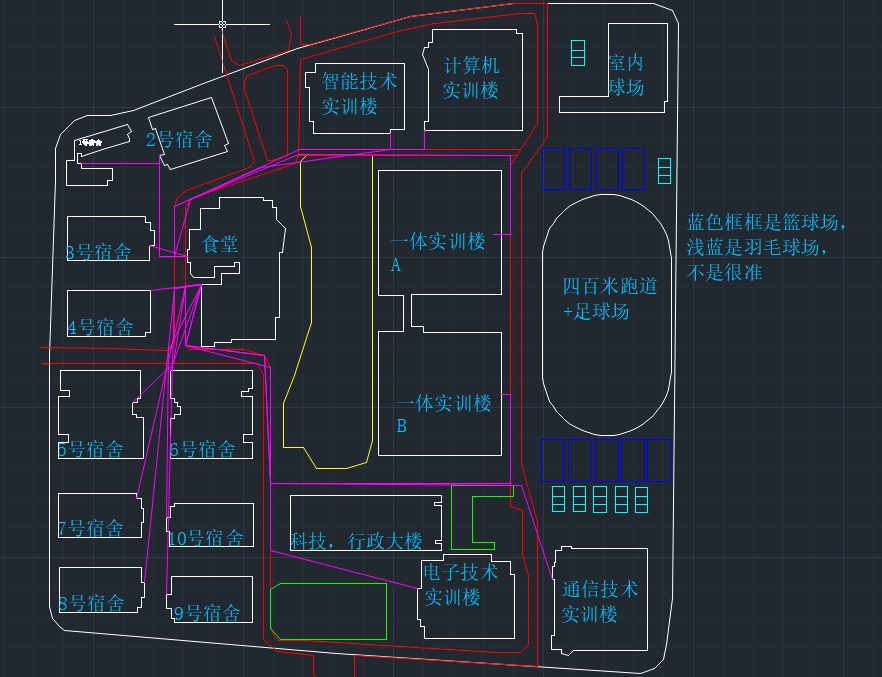 计算机
实训楼
智能技术
实训楼
室内
球场
1号宿舍
2号宿舍
3号宿舍
食堂
一体实训楼
A
蓝色框框是篮球场，
浅蓝是羽毛球场，
不是很准
四百米跑道
+足球场
4号宿舍
一体实训楼
B
5号宿舍
6号宿舍
7号宿舍
10号宿舍
科技，行政大楼
电子技术
实训楼
通信技术
实训楼
8号宿舍
9号宿舍